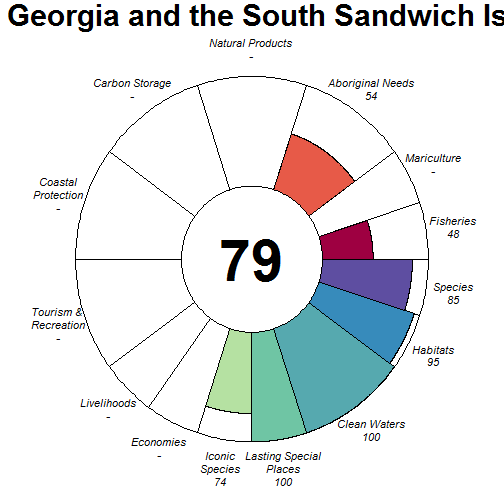 Georgia and the South Sandwich Is
Natural Products
-
Carbon Storage
-
Aboriginal Needs
54
Mariculture
-
Coastal
Protection
-
Fisheries
48
79
Species
85
Tourism &
Recreation
-
Habitats
95
Livelihoods
-
Clean Waters
100
Economies
-
Iconic
Species
74
Lasting Special
Places
100